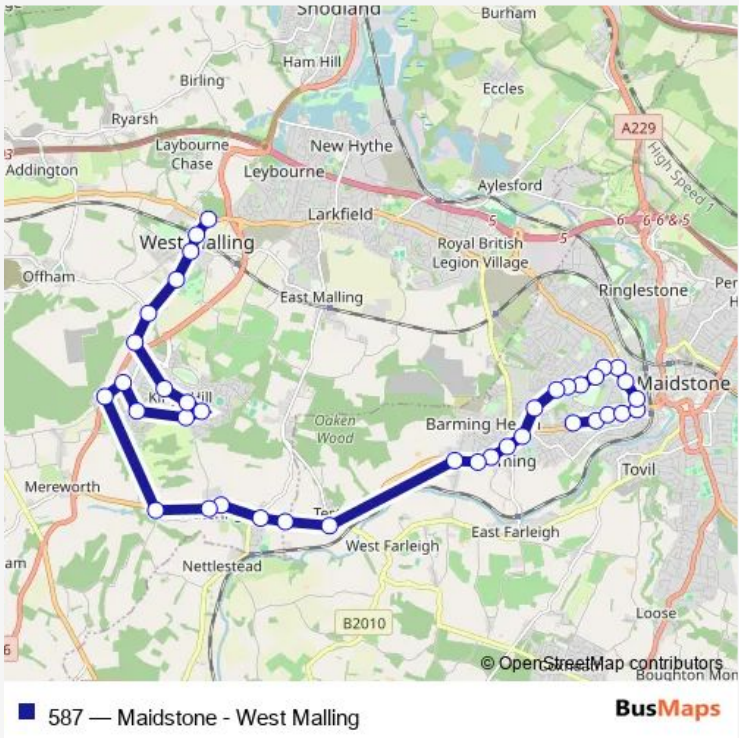 Snodland
Burham
Ham Hill
Birling
Eccles
Ryarsh
A229
Laybourne
Chase
New Hythe
High Speed 1
3
Addington
Leybourne
Aylesford
Larkfield
5
6 6 6 & 5
West Malling
5
Royal British
Legion Village
Offham
East Malling
Ringlestone
Maidstone
Oaken
Wood
Mereworth
Tovil
East Farleigh
West Farleigh
Nettlestead
B2010
Loose
6
© OpenStreetMap contributors
587 — Maidstone - West Malling
BusMaps